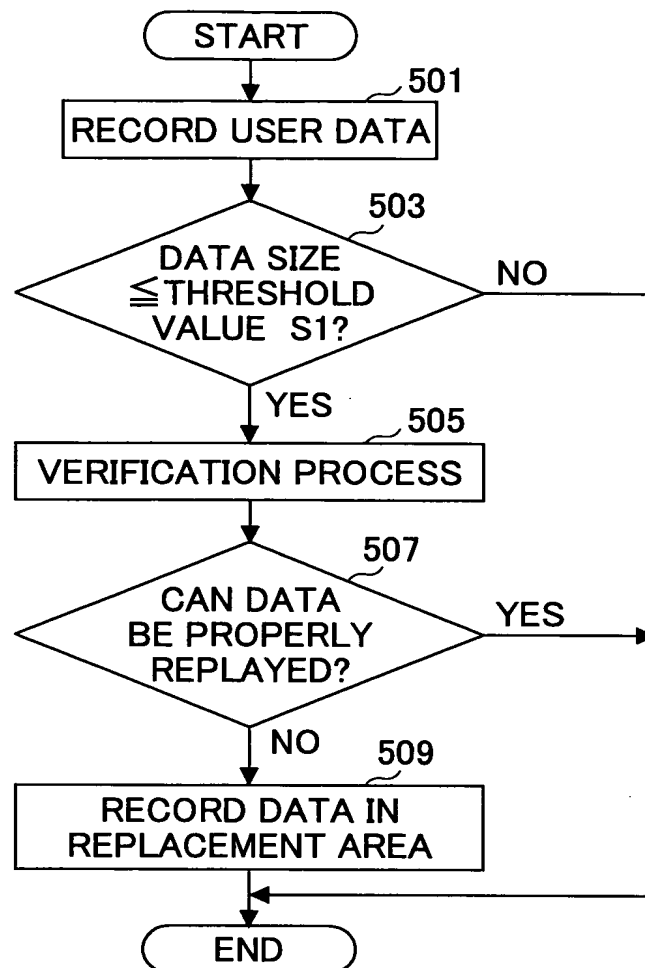 START
501
RECORD USER DATA
503
DATA SIZE
≦THRESHOLD
VALUE S1?
NO
YES
505
VERIFICATION PROCESS
507
CAN DATA
BE PROPERLY
REPLAYED?
YES
NO
509
RECORD DATA IN
REPLACEMENT AREA
END